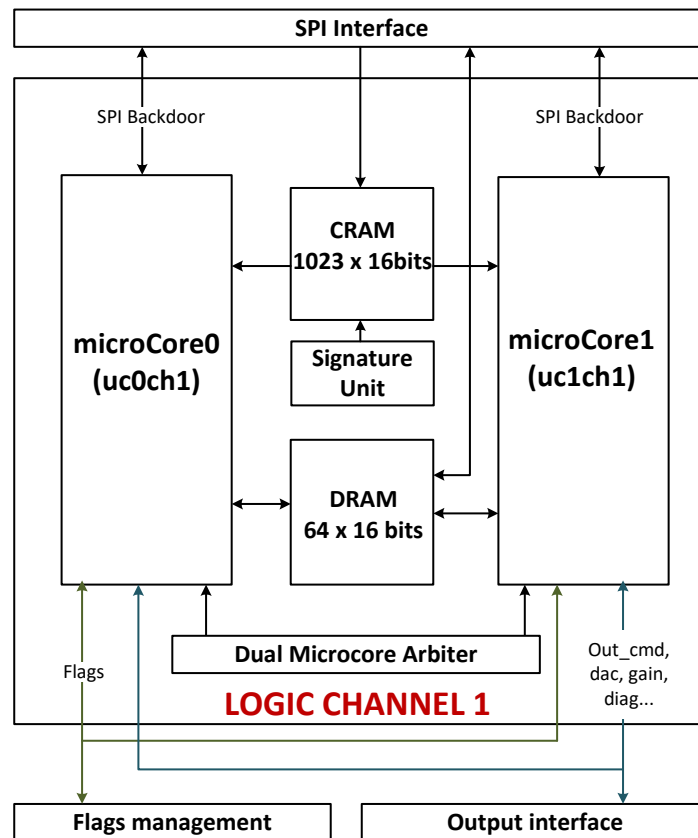 SPI Interface
SPI Backdoor
SPI Backdoor
CRAM
1023 x 16bits
microCore0
(uc0ch1)
microCore1
(uc1ch1)
Signature
Unit
DRAM
64 x 16 bits
Dual Microcore Arbiter
Flags
Out_cmd,
dac, gain,
diag...
LOGIC CHANNEL 1
Flags management
Output interface